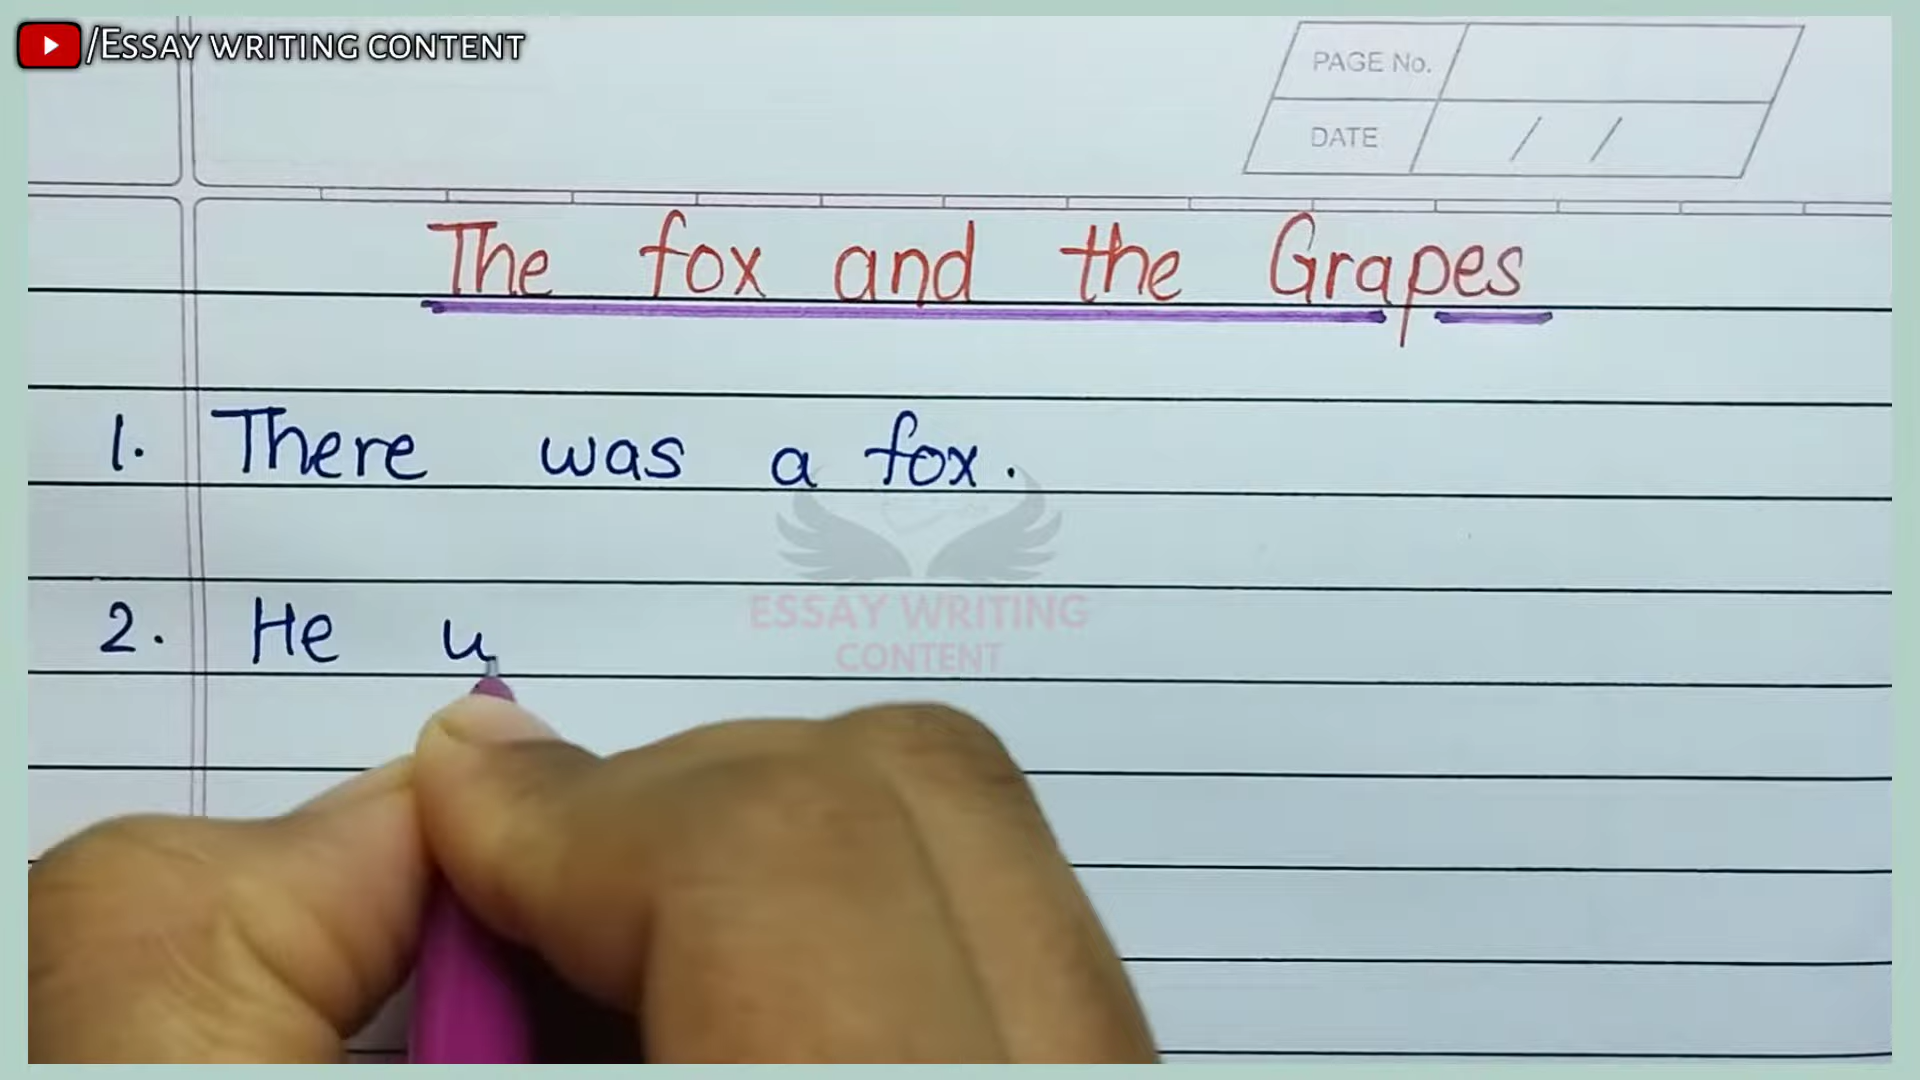 /ESSAY WRITING CONTENT
PAGE No.
DATE / /
The fox and the Grapes
1. There was a fox.
ESSAY WRITING
CONTENT
2. He